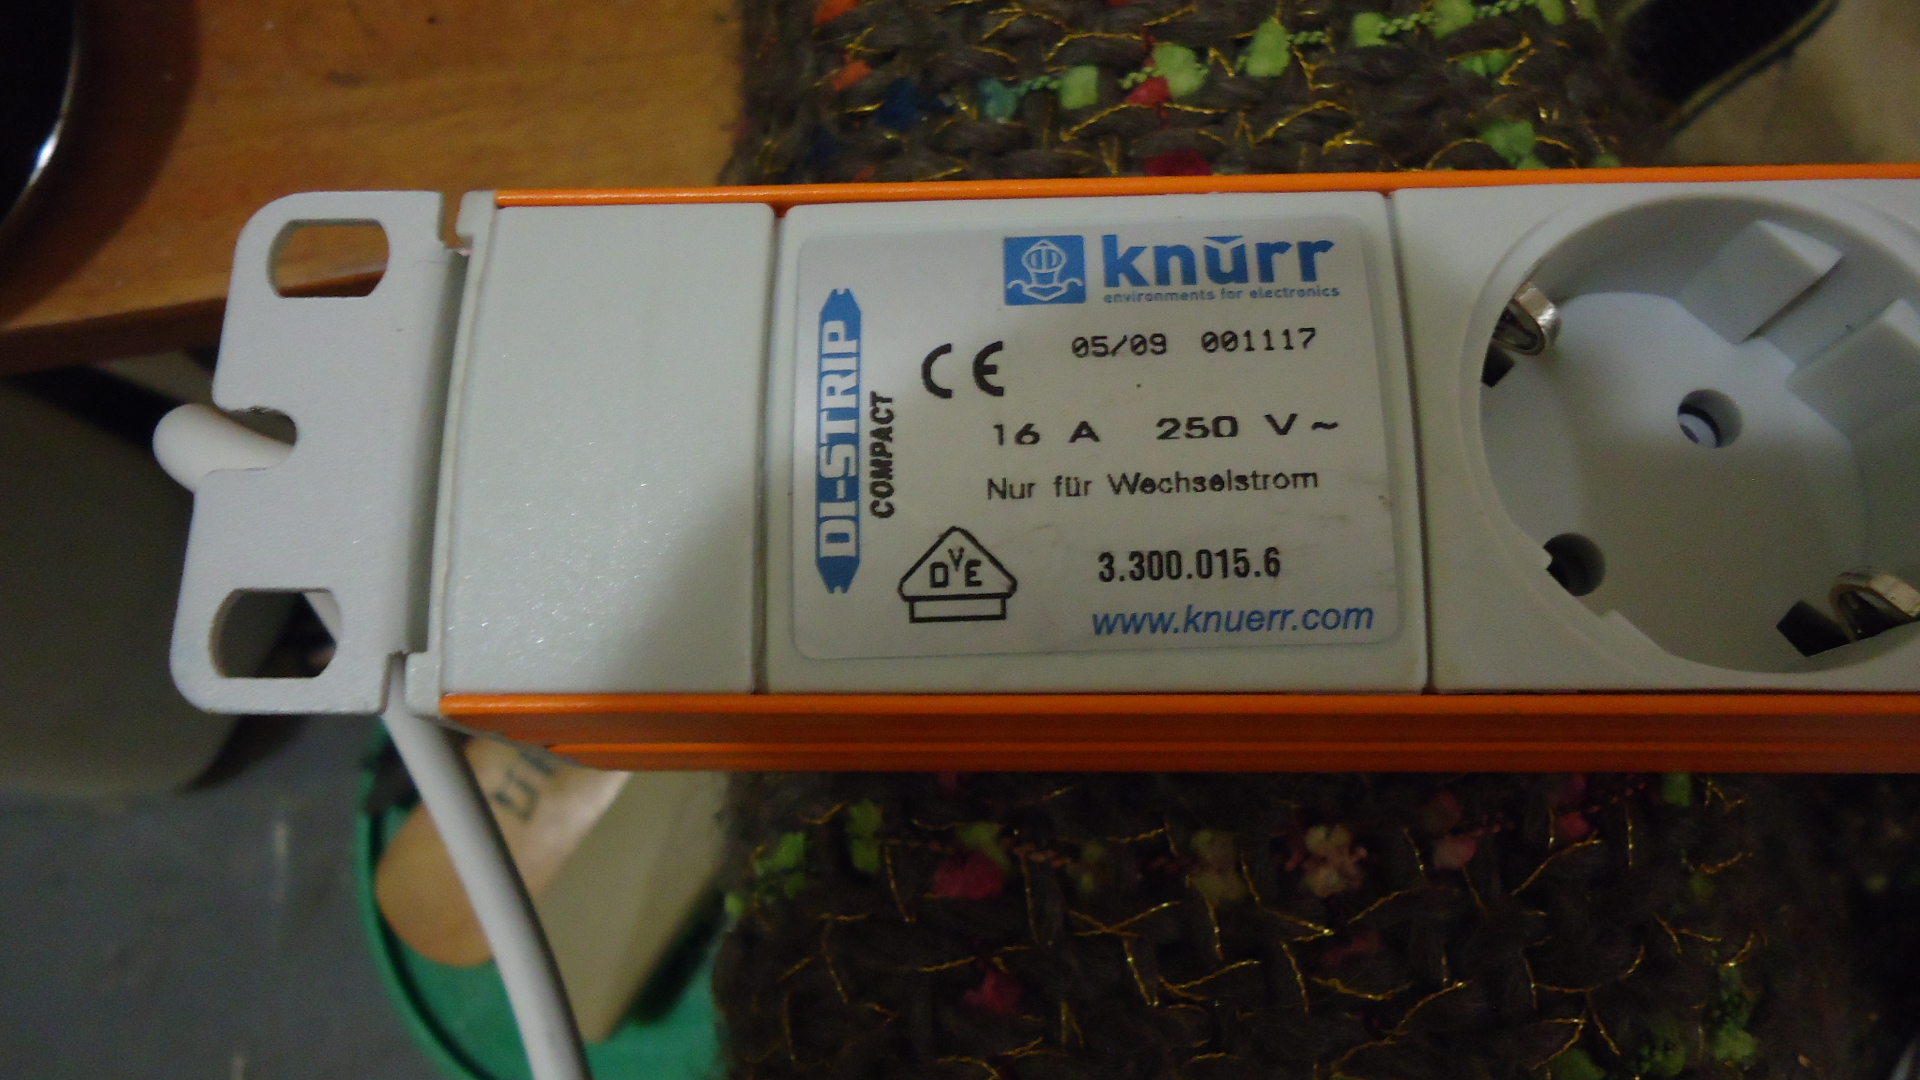 knürr
environments for electronics
DI-STRIP
COMPACT
CE
05/09 001117
16 A 250 V ~
Nur für Wechselstrom
DVE
3.300.015.6
www.knuerr.com